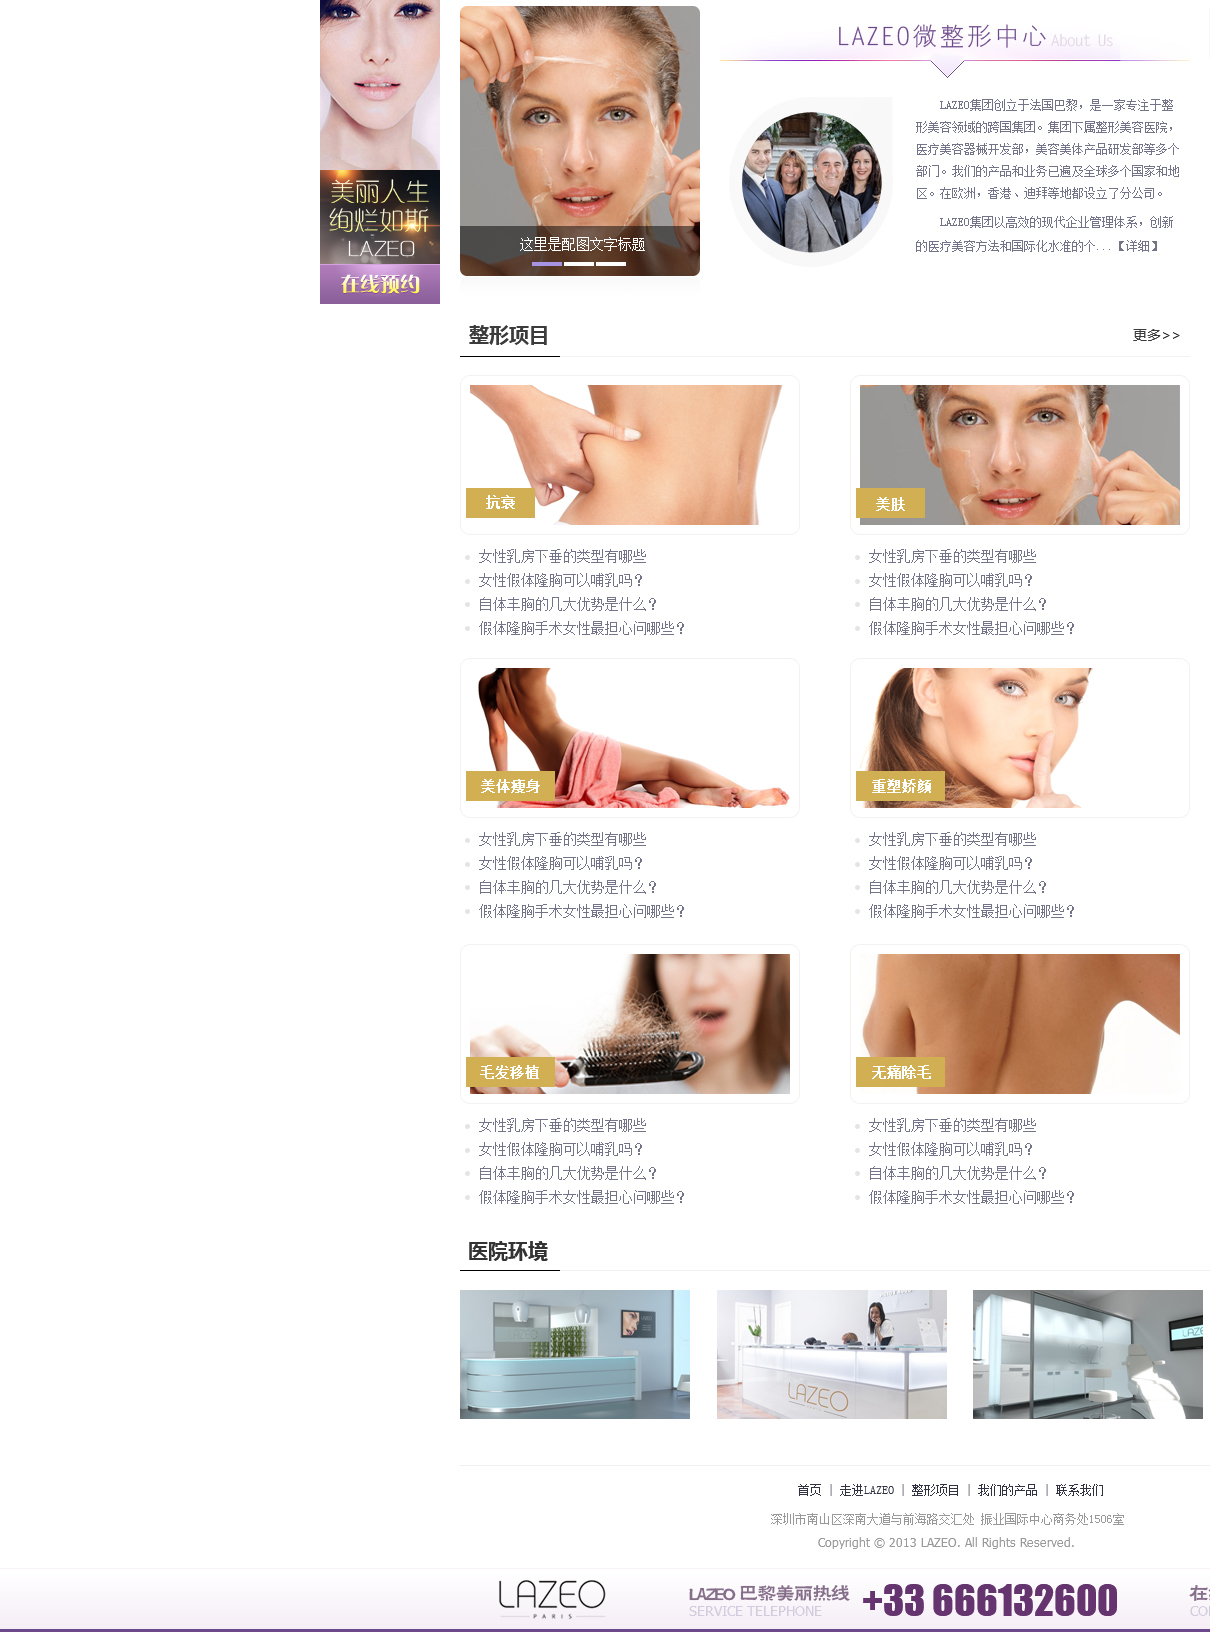 美丽人生
绚烂如斯
LAZEO
在线预约
这里是配图文字标题
LAZEO微整形中心 About Us
LAZEO集团创立于法国巴黎，是一家专注于整
形美容领域的跨国集团。集团下属整形美容医院，
医疗美容器械开发部，美容美体产品研发部等多个
部门。我们的产品和业务已遍及全球多个国家和地
区。在欧洲，香港、迪拜等地都设立了分公司。
LAZEO集团以高效的现代企业管理体系，创新
的医疗美容方法和国际化水准的个...【详细】
整形项目
更多>>
抗衰
女性乳房下垂的类型有哪些
女性假体隆胸可以哺乳吗？
自体丰胸的几大优势是什么？
假体隆胸手术女性最担心问哪些？
美肤
女性乳房下垂的类型有哪些
女性假体隆胸可以哺乳吗？
自体丰胸的几大优势是什么？
假体隆胸手术女性最担心问哪些？
美体瘦身
女性乳房下垂的类型有哪些
女性假体隆胸可以哺乳吗？
自体丰胸的几大优势是什么？
假体隆胸手术女性最担心问哪些？
重塑娇颜
女性乳房下垂的类型有哪些
女性假体隆胸可以哺乳吗？
自体丰胸的几大优势是什么？
假体隆胸手术女性最担心问哪些？
毛发移植
女性乳房下垂的类型有哪些
女性假体隆胸可以哺乳吗？
自体丰胸的几大优势是什么？
假体隆胸手术女性最担心问哪些？
无痛除毛
女性乳房下垂的类型有哪些
女性假体隆胸可以哺乳吗？
自体丰胸的几大优势是什么？
假体隆胸手术女性最担心问哪些？
医院环境
LAZEO
LAZEO
首页 | 走进LAZEO | 整形项目 | 我们的产品 | 联系我们
深圳市南山区深南大道与前海路交汇处 振业国际中心商务处1506室
Copyright © 2013 LAZEO. All Rights Reserved.
LAZEO
PARIS
LAZEO 巴黎美丽热线
SERVICE TELEPHONE
+33 666132600
在